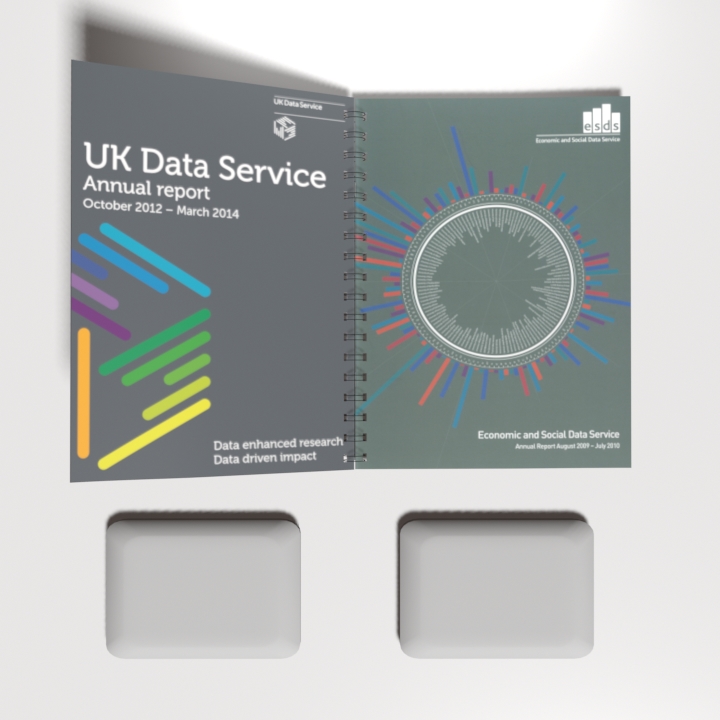 UK Data Service
UK Data Service
Annual report
October 2012 – March 2014
Data enhanced research
Data driven impact
esds
Economic and Social Data Service
Economic and Social Data Service
Annual Report August 2009 – July 2010